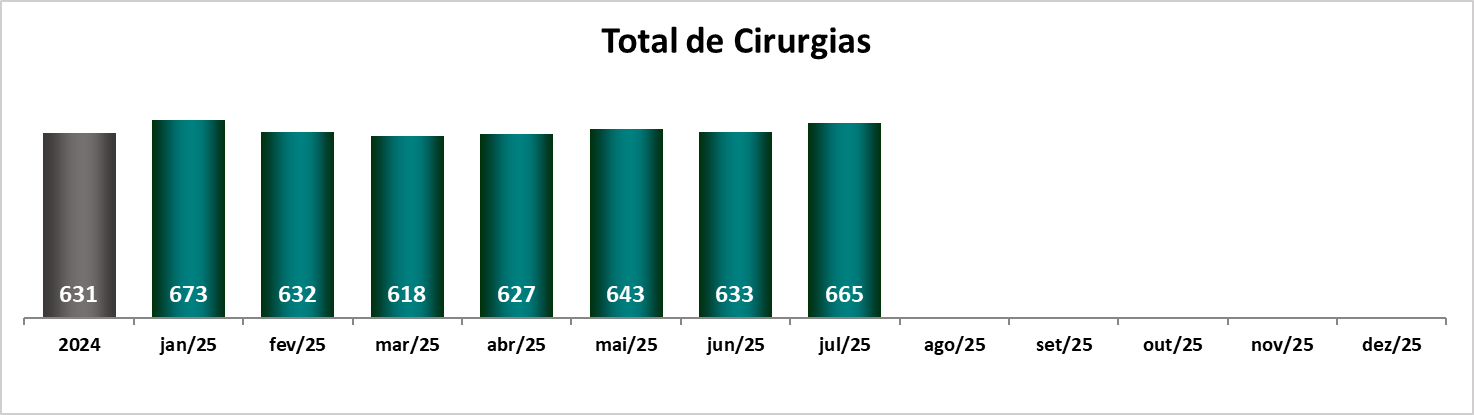 Total de Cirurgias
631 673 632 618 627 643 633 665
2024 jan/25 fev/25 mar/25 abr/25 mai/25 jun/25 jul/25 ago/25 set/25 out/25 nov/25 dez/25